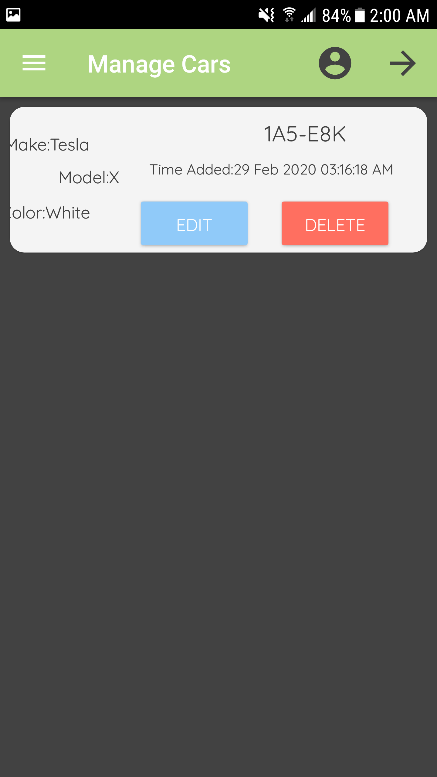 84% 2:00 AM
Manage Cars
1A5-E8K
Make:Tesla
Time Added:29 Feb 2020 03:16:18 AM
Model:X
Color:White
EDIT DELETE